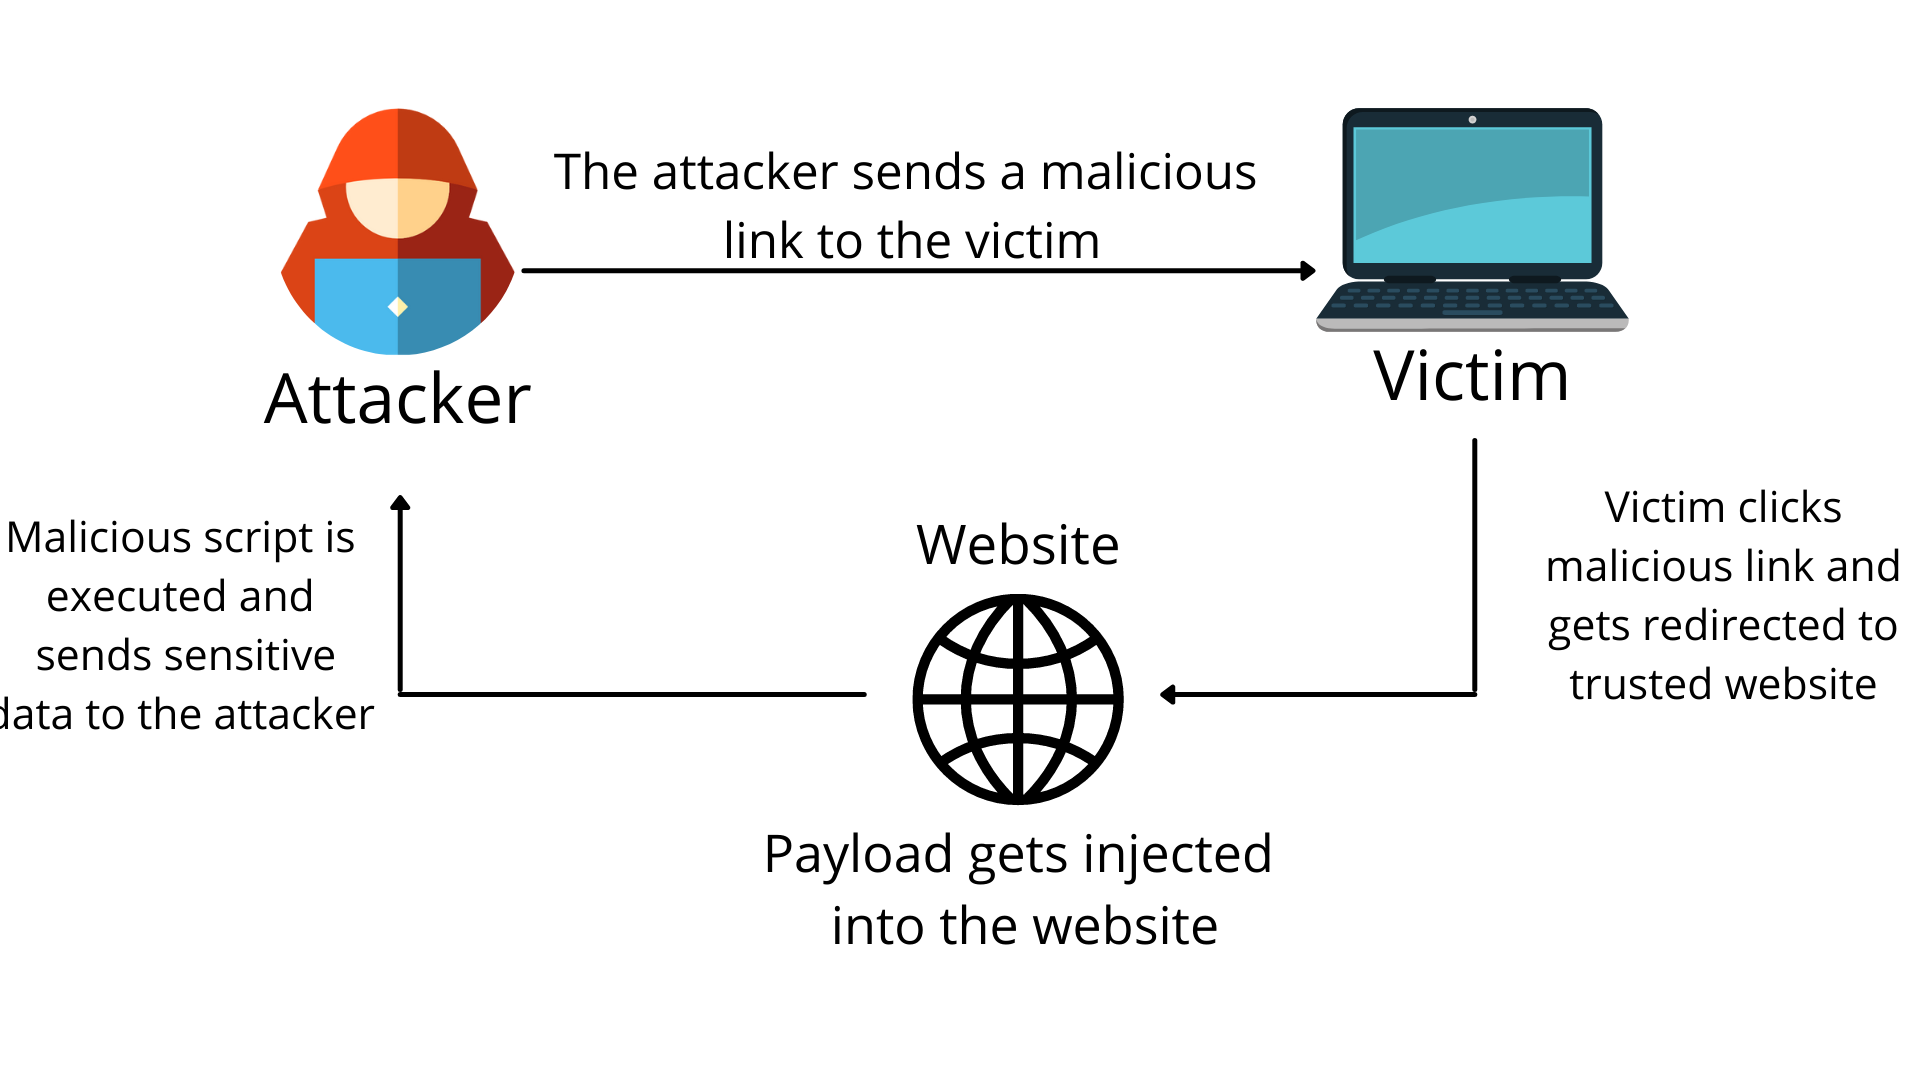 The attacker sends a malicious
link to the victim
Attacker
Victim
Malicious script is
executed and
sends sensitive
data to the attacker
Website
Victim clicks
malicious link and
gets redirected to
trusted website
Payload gets injected
into the website